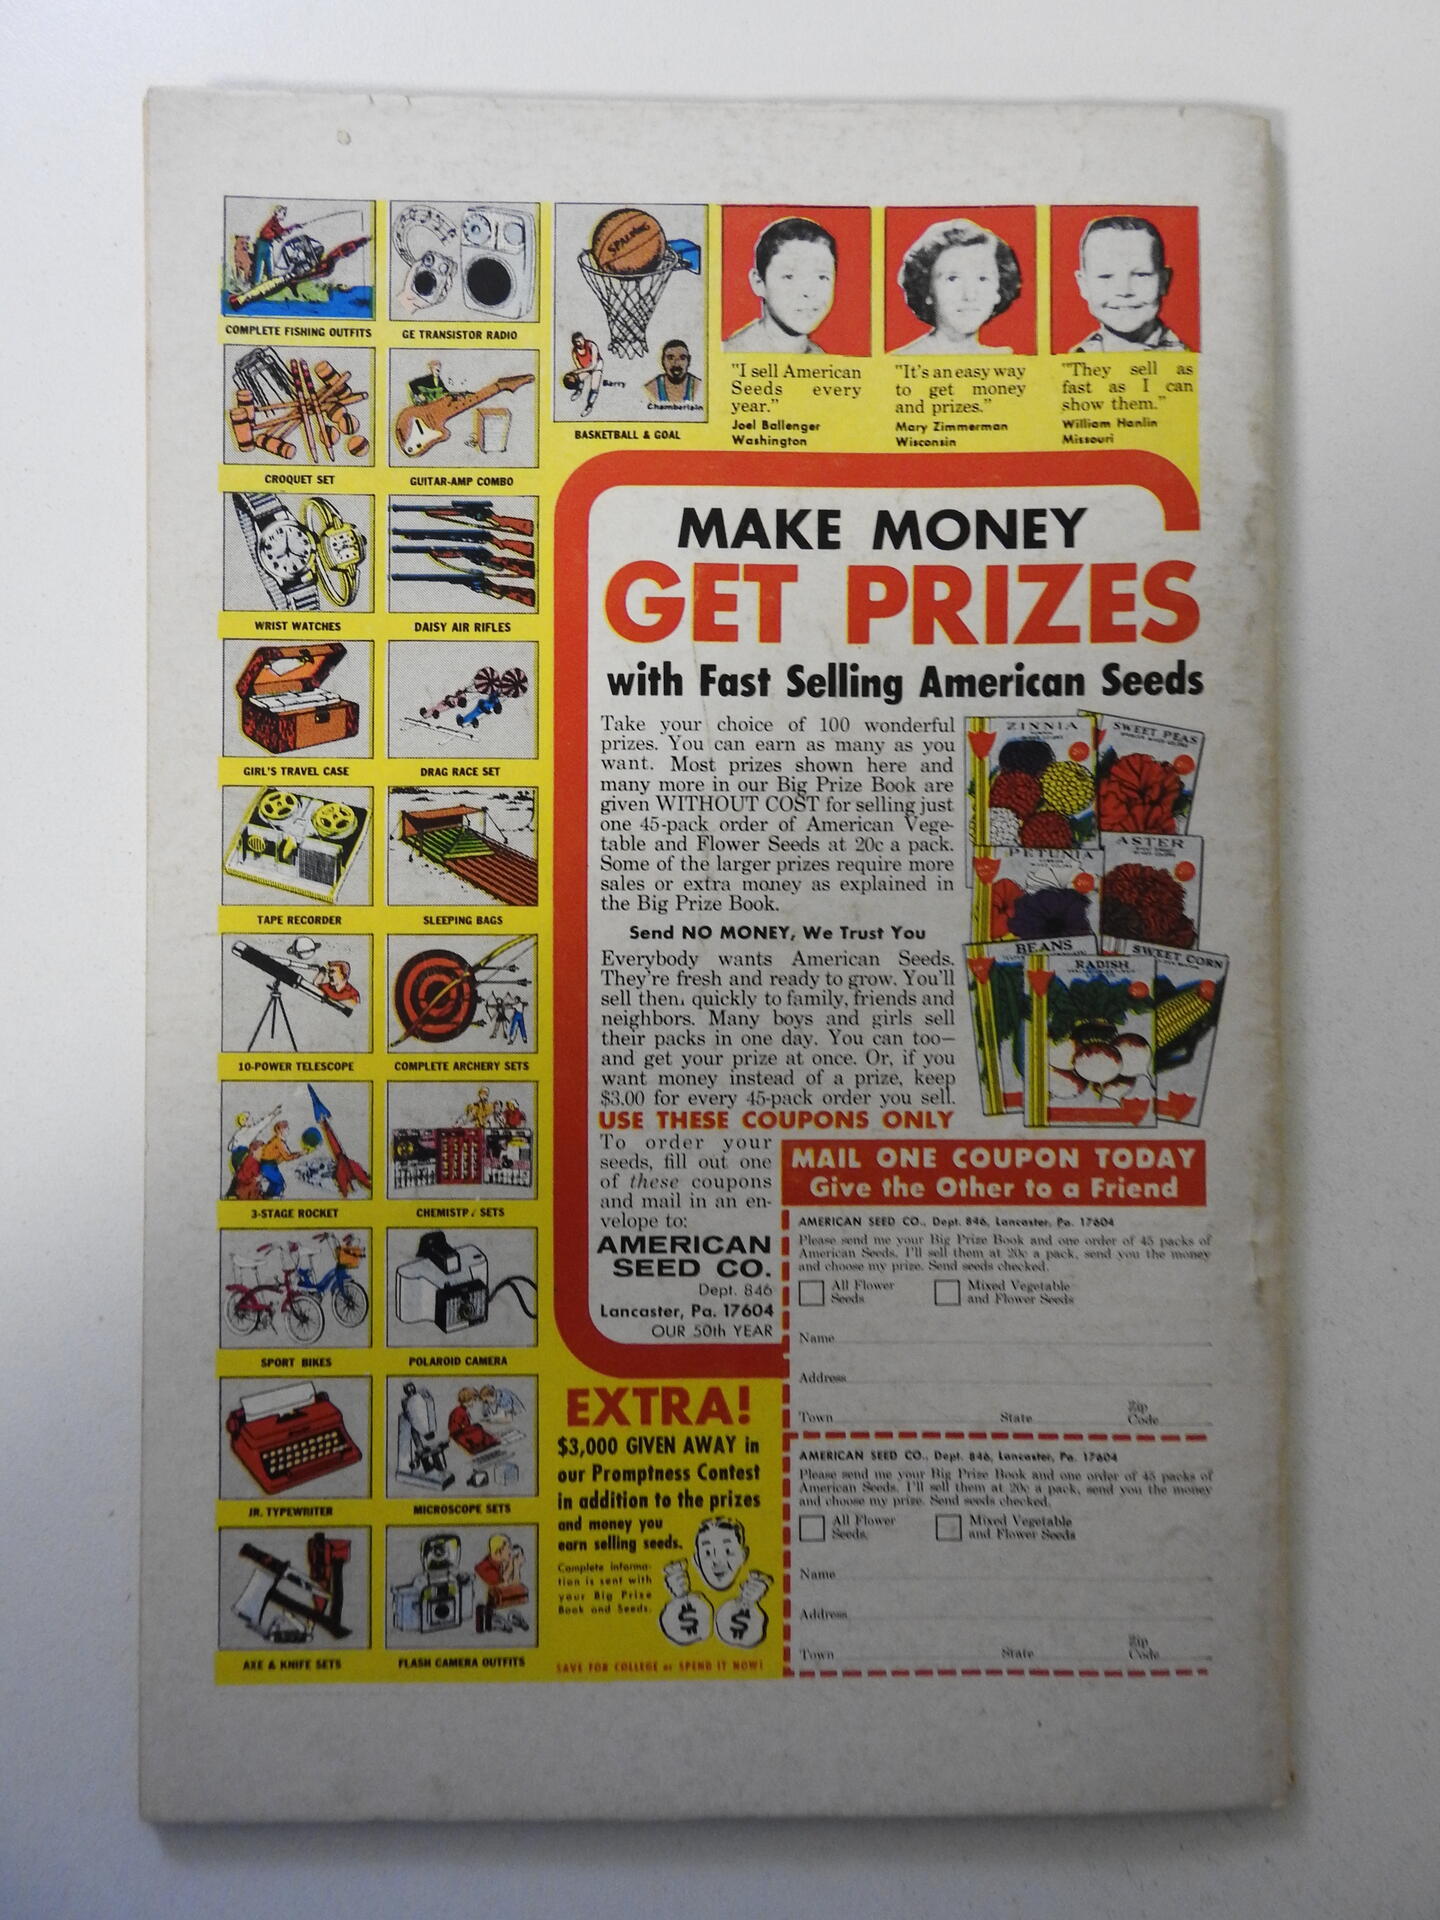 COMPLETE FISHING OUTFITS
GE TRANSISTOR RADIO
SPALDING
Barry
Chamberlain
BASKETBALL & GOAL
CROQUET SET
GUITAR-AMP COMBO
WRIST WATCHES
DAISY AIR RIFLES
GIRL'S TRAVEL CASE
DRAG RACE SET
TAPE RECORDER
SLEEPING BAGS
10-POWER TELESCOPE
COMPLETE ARCHERY SETS
3-STAGE ROCKET
CHEMISTRY SETS
SPORT BIKES
POLAROID CAMERA
JR. TYPEWRITER
MICROSCOPE SETS
AXE & KNIFE SETS
FLASH CAMERA OUTFITS
"I sell American
Seeds every
year."
Joel Ballenger
Washington
"It's an easy way
to get money
and prizes."
Mary Zimmerman
Wisconsin
"They sell as
fast as I can
show them."
William Hanlin
Missouri
MAKE MONEY
GET PRIZES
with Fast Selling American Seeds
Take your choice of 100 wonderful
prizes. You can earn as many as you
want. Most prizes shown here and
many more in our Big Prize Book are
given WITHOUT COST for selling just
one 45-pack order of American Vege-
table and Flower Seeds at 20c a pack.
Some of the larger prizes require more
sales or extra money as explained in
the Big Prize Book.
Send NO MONEY, We Trust You
Everybody wants American Seeds.
They're fresh and ready to grow. You'll
sell them quickly to family, friends and
neighbors. Many boys and girls sell
their packs in one day. You can too—
and get your prize at once. Or, if you
want money instead of a prize, keep
$3.00 for every 45-pack order you sell.
USE THESE COUPONS ONLY
To order your
seeds, fill out one
of these coupons
and mail in an en-
velope to:
AMERICAN
SEED CO.
Dept. 846
Lancaster, Pa. 17604
OUR 50th YEAR
ZINNIA
SWEET PEAS
PETUNIA
ASTER
BEANS
RADISH
SWEET CORN
MAIL ONE COUPON TODAY
Give the Other to a Friend
AMERICAN SEED CO., Dept. 846, Lancaster, Pa. 17604
Please send me your Big Prize Book and one order of 45 packs of
American Seeds. I'll sell them at 20c a pack, send you the money
and choose my prize. Send seeds checked.
All Flower
Seeds
Mixed Vegetable
and Flower Seeds
Name
Address
Town State Zip Code
AMERICAN SEED CO., Dept. 846, Lancaster, Pa. 17604
Please send me your Big Prize Book and one order of 45 packs of
American Seeds. I'll sell them at 20c a pack, send you the money
and choose my prize. Send seeds checked.
All Flower
Seeds
Mixed Vegetable
and Flower Seeds
Name
Address
Town State Zip Code
EXTRA!
$3,000 GIVEN AWAY in
our Promptness Contest
in addition to the prizes
and money you
earn selling seeds.
Complete informa-
tion is sent with
your Big Prize
Book and Seeds.
$ $
SAVE FOR COLLEGE or SPEND IT NOW!